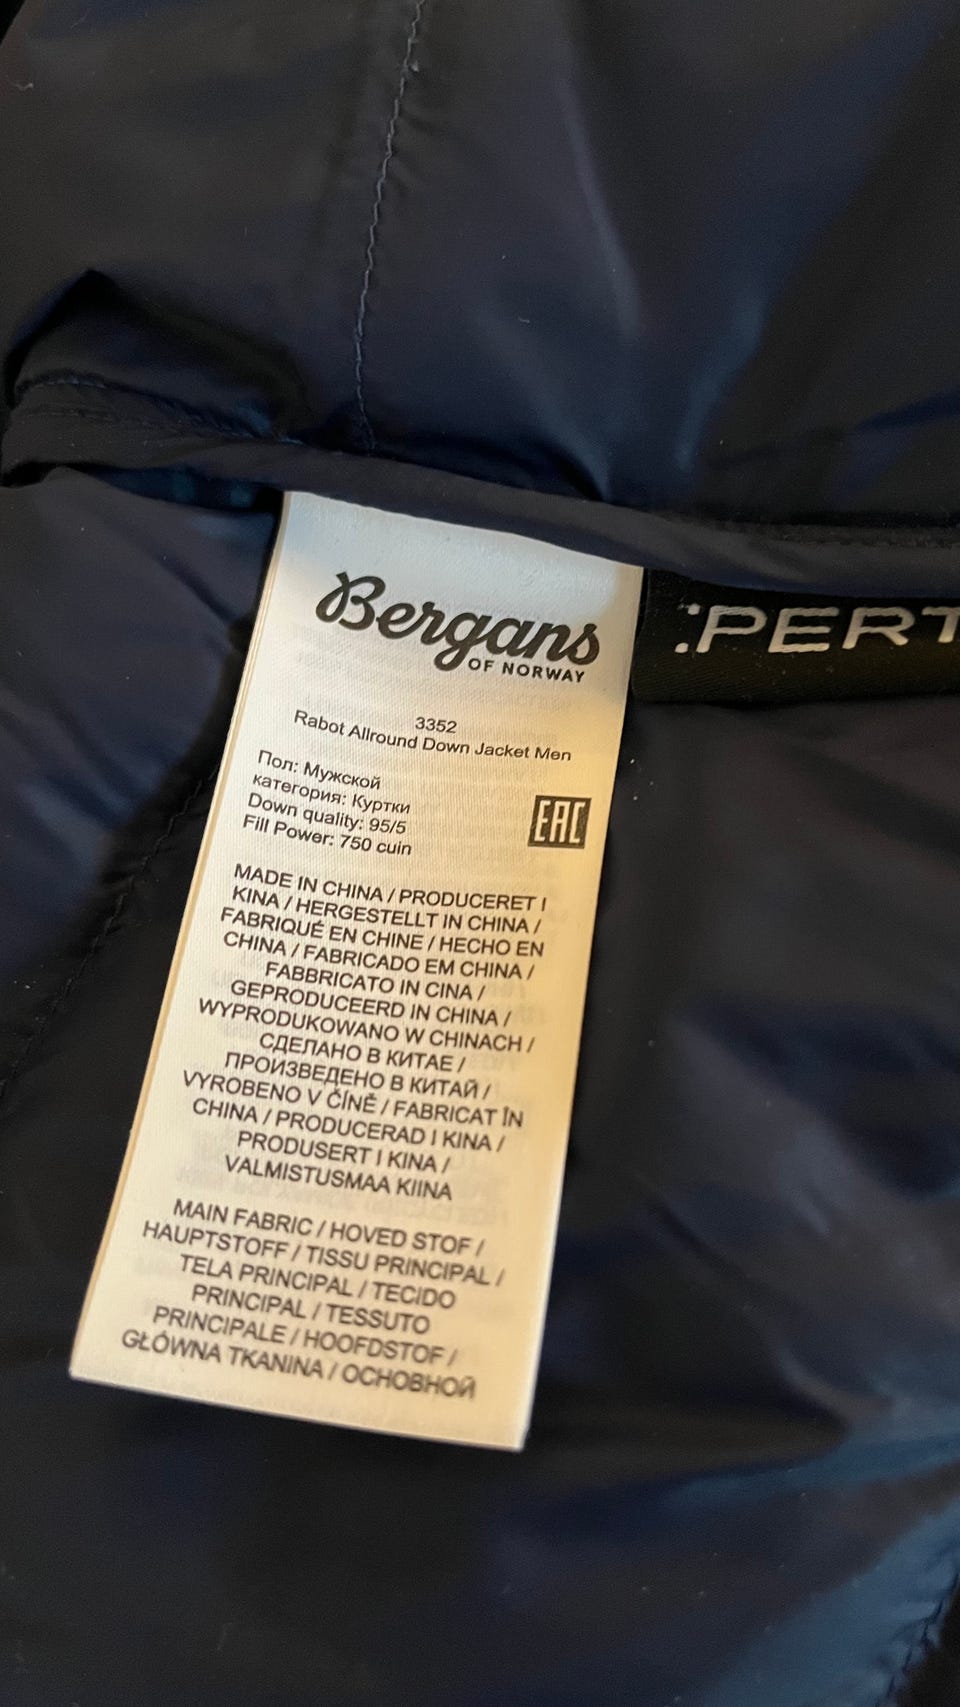 Bergans
OF NORWAY
:PERT
3352
Rabot Allround Down Jacket Men
Пол: Мужской
категория: Куртки
Down quality: 95/5
Fill Power: 750 cuin
EAC
MADE IN CHINA / PRODUCERET I
KINA / HERGESTELLT IN CHINA /
FABRIQUÉ EN CHINE / HECHO EN
CHINA / FABRICADO EM CHINA /
FABBRICATO IN CINA /
GEPRODUCEERD IN CHINA /
WYPRODUKOWANO W CHINACH /
СДЕЛАНО В КИТАЕ /
ПРОИЗВЕДЕНО В КИТАЙ /
VYROBENO V ČÍNĚ / FABRICAT ÎN
CHINA / PRODUCERAD I KINA /
PRODUSERT I KINA /
VALMISTUSMAA KIINA
MAIN FABRIC / HOVED STOF /
HAUPTSTOFF / TISSU PRINCIPAL /
TELA PRINCIPAL / TECIDO
PRINCIPAL / TESSUTO
PRINCIPALE / HOOFDSTOF /
GŁÓWNA TKANINA / ОСНОВНОЙ